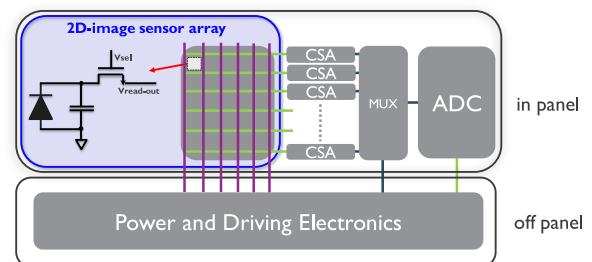 2D-image sensor array
Vsel
Vread-out
CSA
CSA
CSA
CSA
MUX
ADC
in panel
Power and Driving Electronics
off panel